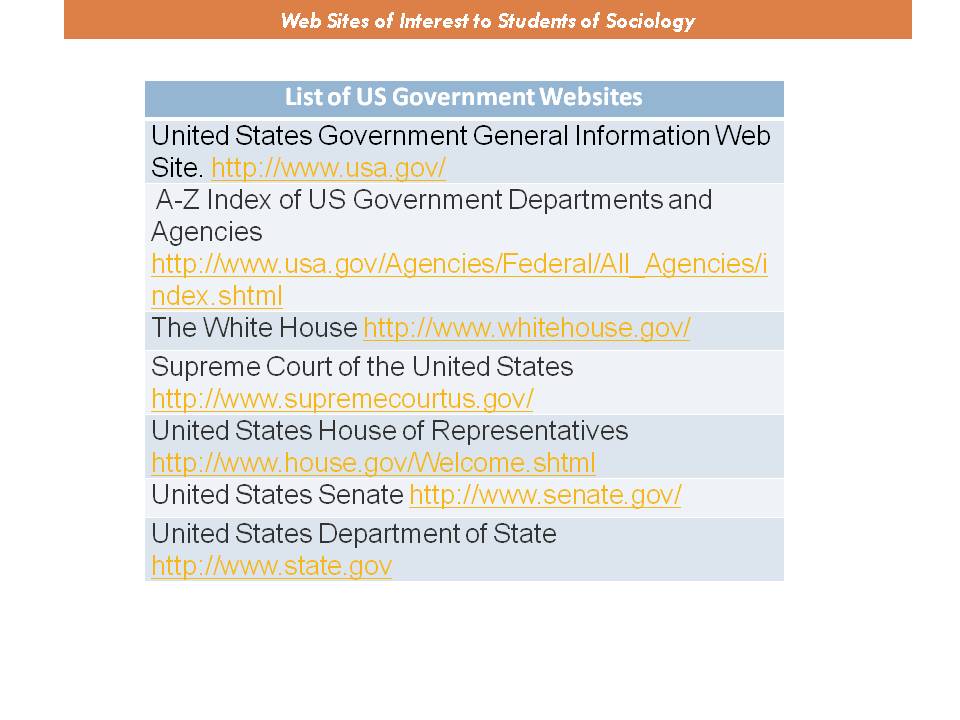 Web Sites of Interest to Students of Sociology
List of US Government Websites
United States Government General Information Web
Site. http://www.usa.gov/
A-Z Index of US Government Departments and
Agencies
http://www.usa.gov/Agencies/Federal/All_Agencies/i
ndex.shtml
The White House http://www.whitehouse.gov/
Supreme Court of the United States
http://www.supremecourtus.gov/
United States House of Representatives
http://www.house.gov/Welcome.shtml
United States Senate http://www.senate.gov/
United States Department of State
http://www.state.gov